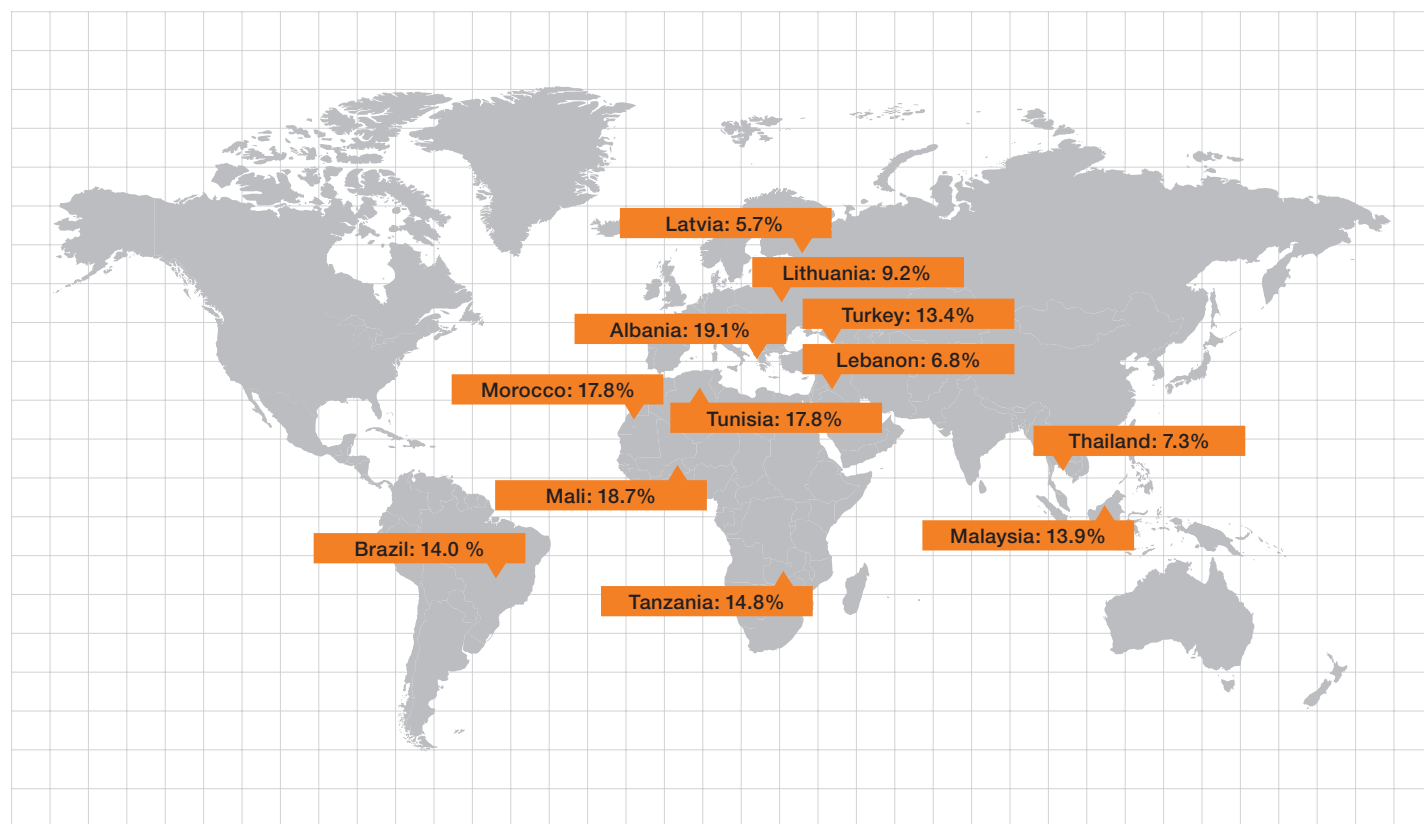 Latvia: 5.7%
Lithuania: 9.2%
Turkey: 13.4%
Albania: 19.1%
Lebanon: 6.8%
Morocco: 17.8%
Tunisia: 17.8%
Thailand: 7.3%
Mali: 18.7%
Malaysia: 13.9%
Brazil: 14.0 %
Tanzania: 14.8%